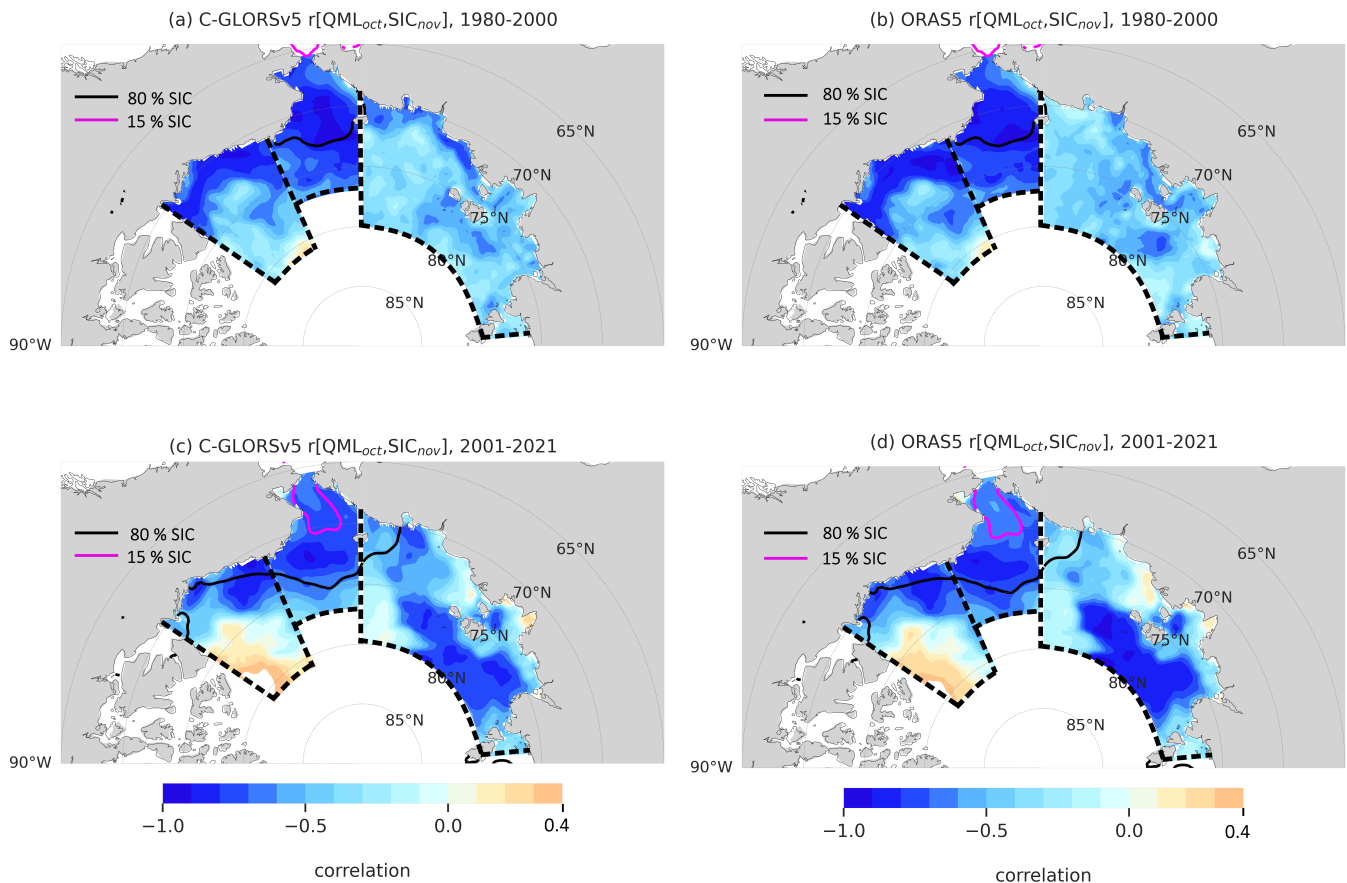 (a) C-GLORSv5 r[QML_oct,SIC_nov], 1980-2000
80 % SIC
15 % SIC
65°N
70°N
75°N
80°N
85°N
90°W
(b) ORAS5 r[QML_oct,SIC_nov], 1980-2000
80 % SIC
15 % SIC
65°N
70°N
75°N
80°N
85°N
90°W
(c) C-GLORSv5 r[QML_oct,SIC_nov], 2001-2021
80 % SIC
15 % SIC
65°N
70°N
75°N
80°N
85°N
90°W
−1.0 −0.5 0.0 0.4
correlation
(d) ORAS5 r[QML_oct,SIC_nov], 2001-2021
80 % SIC
15 % SIC
65°N
70°N
75°N
80°N
85°N
90°W
−1.0 −0.5 0.0 0.4
correlation